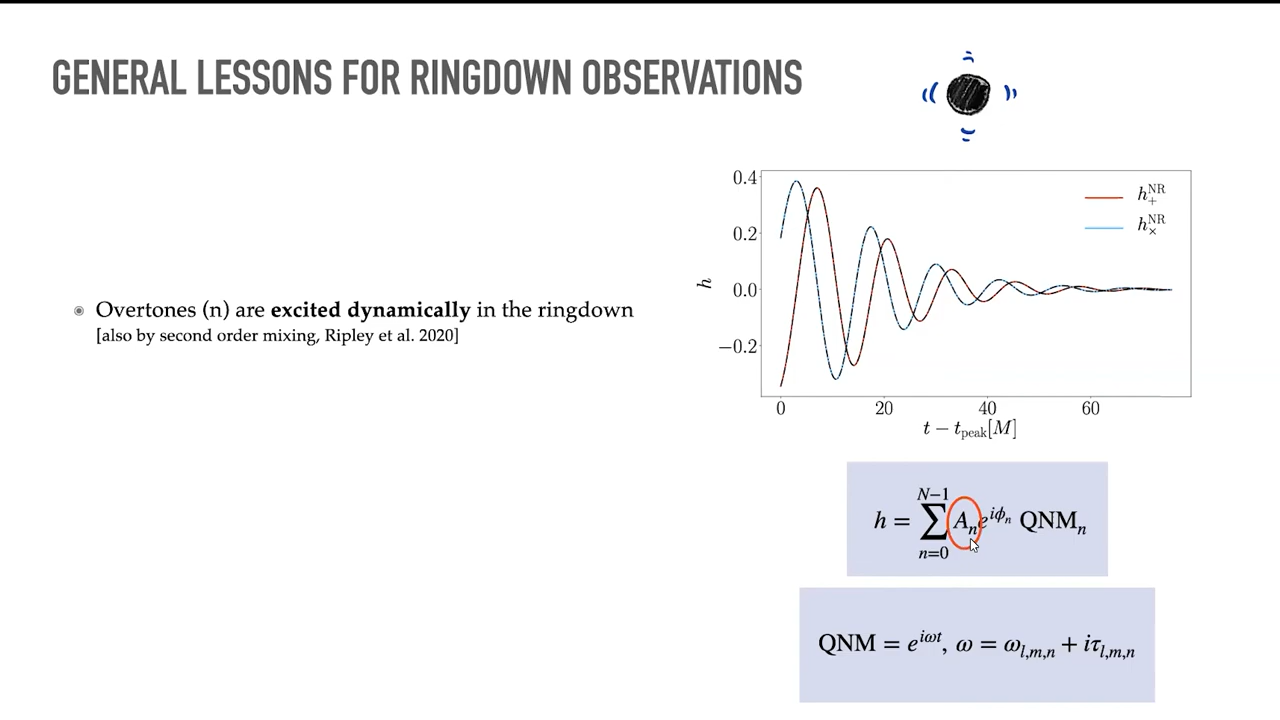 GENERAL LESSONS FOR RINGDOWN OBSERVATIONS
Overtones (n) are excited dynamically in the ringdown
[also by second order mixing, Ripley et al. 2020]
0.4
0.2
0.0
−0.2
h
h₊^NR
h×^NR
0 20 40 60
t − t_peak[M]
h = ∑_{n=0}^{N−1} A_n e^{iϕ_n} QNM_n
QNM = e^{iωt}, ω = ω_{l,m,n} + iτ_{l,m,n}